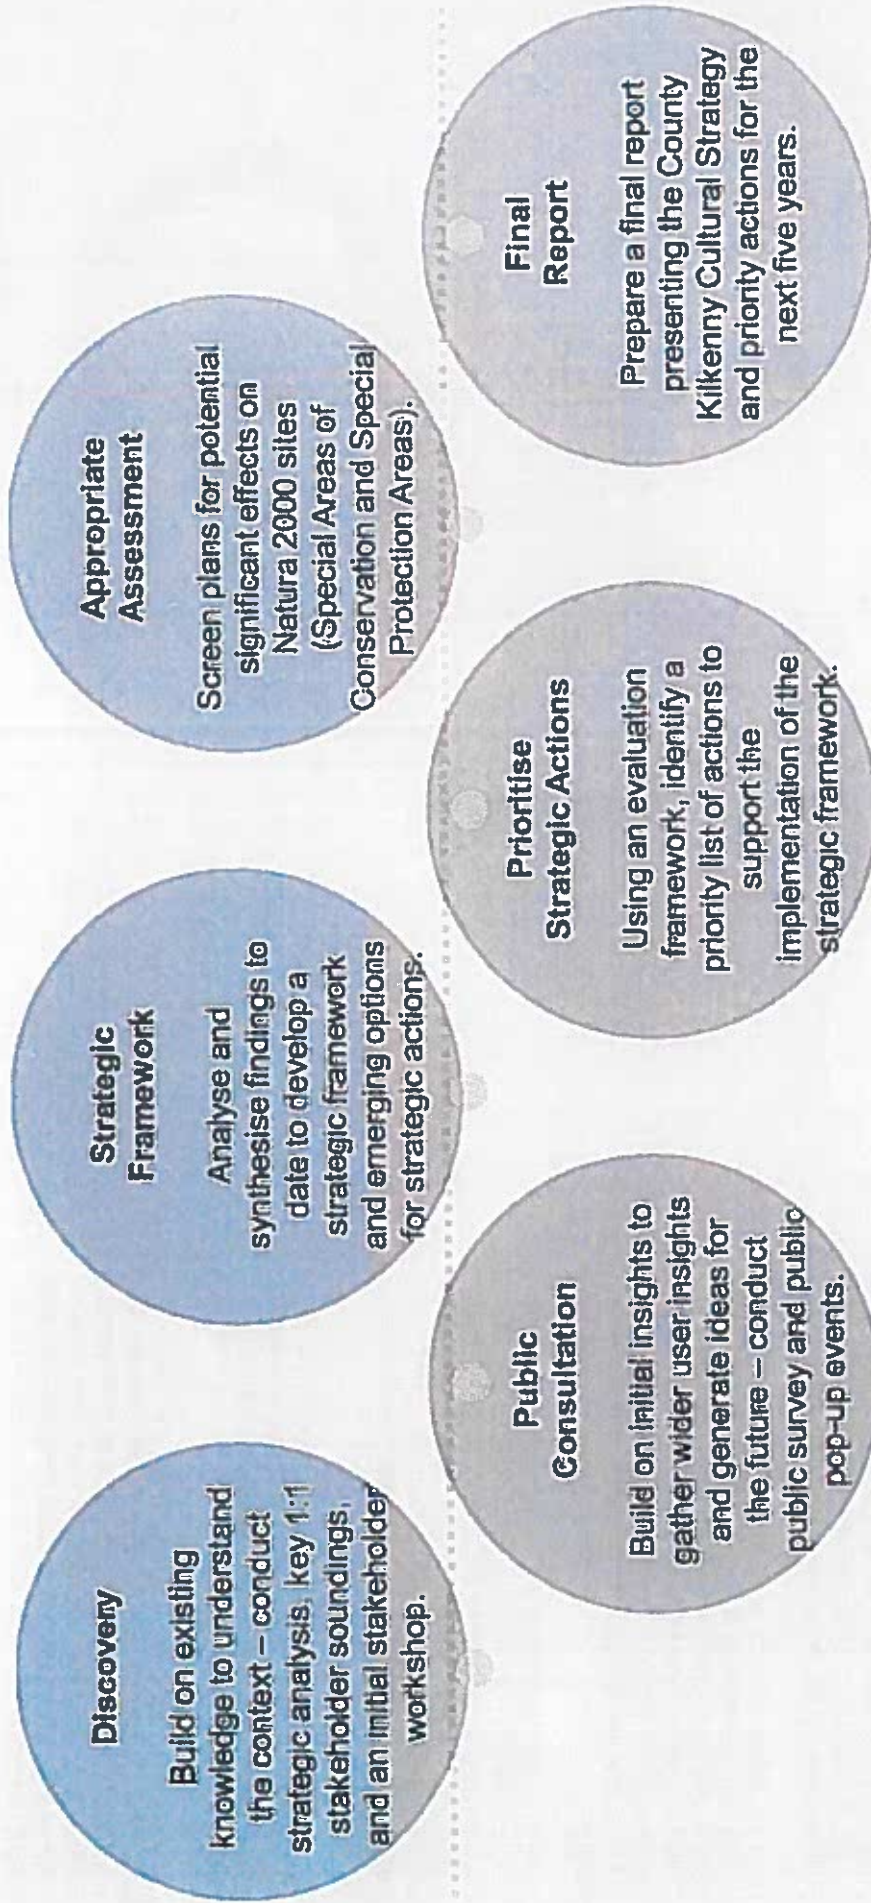 Discovery
Build on existing
knowledge to understand
the context – conduct
strategic analysis, key 1:1
stakeholder soundings,
and an initial stakeholder
workshop.
Public
Consultation
Build on initial insights to
gather wider user insights
and generate ideas for
the future – conduct
public survey and public
pop-up events.
Strategic
Framework
Analyse and
synthesise findings to
date to develop a
strategic framework
and emerging options
for strategic actions.
Prioritise
Strategic Actions
Using an evaluation
framework, identify a
priority list of actions to
support the
implementation of the
strategic framework.
Appropriate
Assessment
Screen plans for potential
significant effects on
Natura 2000 sites
(Special Areas of
Conservation and Special
Protection Areas).
Final
Report
Prepare a final report
presenting the County
Kilkenny Cultural Strategy
and priority actions for the
next five years.